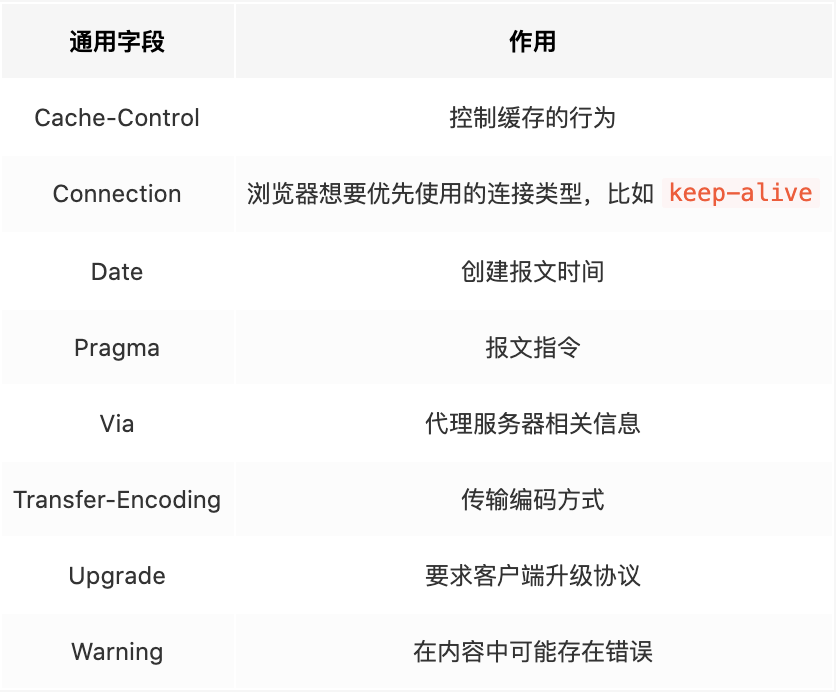 通用字段 作用
Cache-Control 控制缓存的行为
Connection 浏览器想要优先使用的连接类型，比如 keep-alive
Date 创建报文时间
Pragma 报文指令
Via 代理服务器相关信息
Transfer-Encoding 传输编码方式
Upgrade 要求客户端升级协议
Warning 在内容中可能存在错误